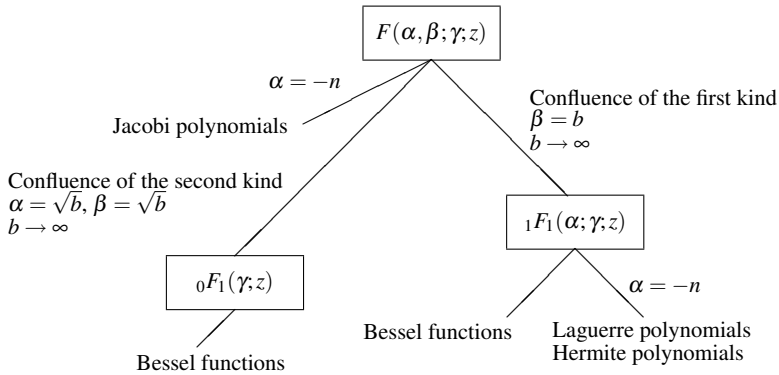 F(α,β;γ;z)
α = −n
Jacobi polynomials
Confluence of the first kind
β = b
b → ∞
Confluence of the second kind
α = √b, β = √b
b → ∞
₁F₁(α;γ;z)
₀F₁(γ;z)
α = −n
Bessel functions
Laguerre polynomials
Hermite polynomials
Bessel functions